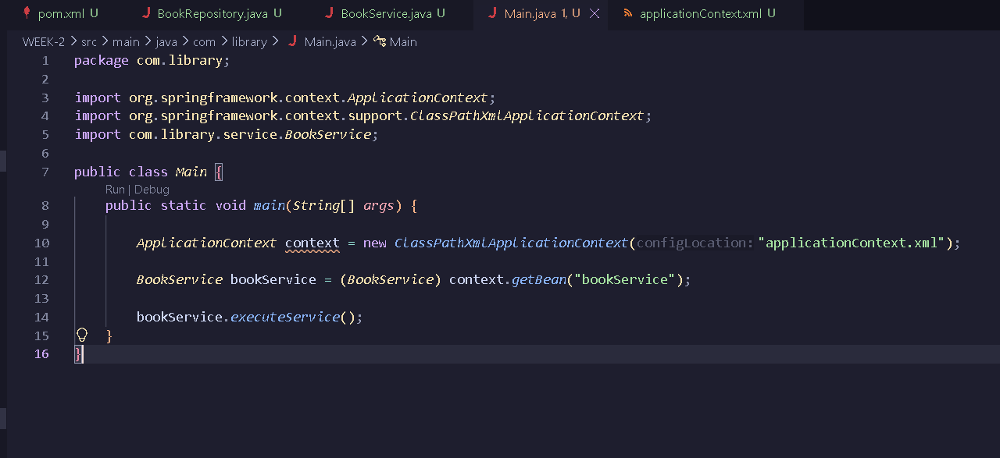 pom.xml U BookRepository.java U BookService.java U Main.java 1, U applicationContext.xml U
WEEK-2 > src > main > java > com > library > Main.java > Main
1 package com.library;
2
3 import org.springframework.context.ApplicationContext;
4 import org.springframework.context.support.ClassPathXmlApplicationContext;
5 import com.library.service.BookService;
6
7 public class Main {
Run | Debug
8 public static void main(String[] args) {
9
10 ApplicationContext context = new ClassPathXmlApplicationContext(configLocation: "applicationContext.xml");
11
12 BookService bookService = (BookService) context.getBean("bookService");
13
14 bookService.executeService();
15 }
16 }